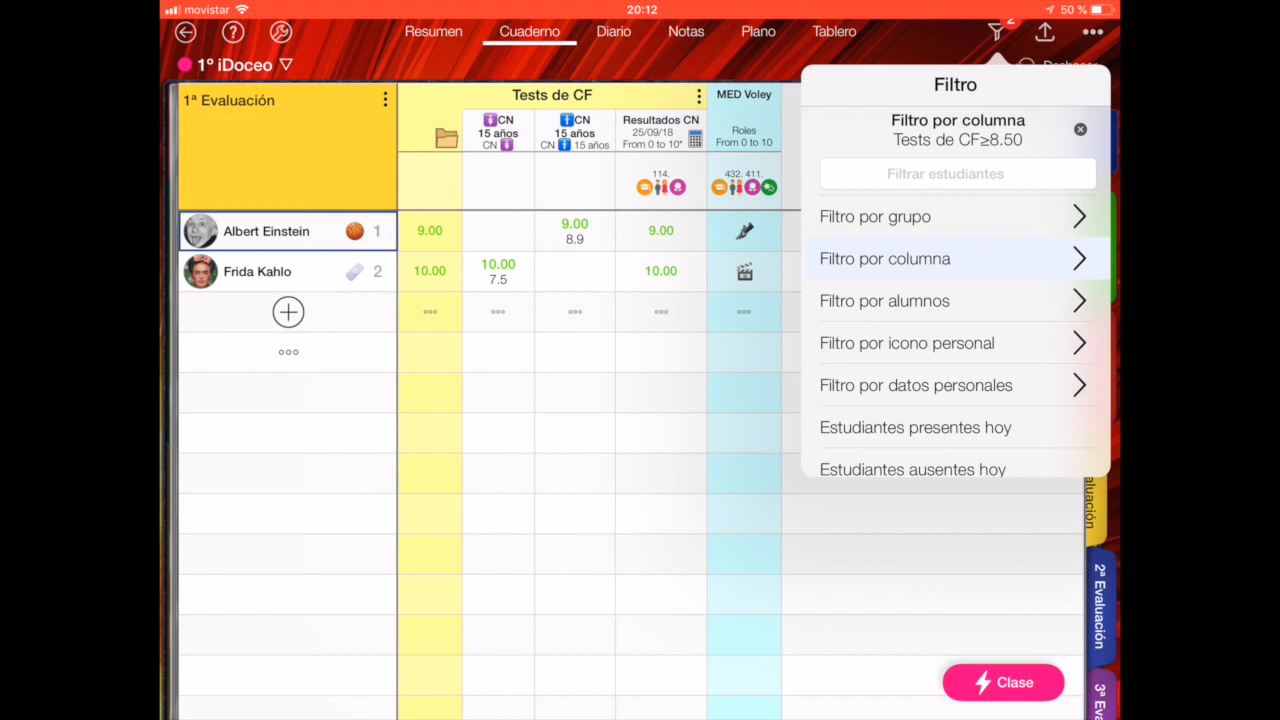 movistar
20:12
50 %
Resumen
Cuaderno
Diario
Notas
Plano
Tablero
2
1º iDoceo
1ª Evaluación
Tests de CF
MED Voley
CN
15 años
CN
CN
15 años
CN 15 años
Resultados CN
25/09/18
From 0 to 10*
Roles
From 0 to 10
114.
432. 411.
Albert Einstein 1
9.00
9.00
8.9
9.00
Frida Kahlo 2
10.00
10.00
7.5
10.00
Filtro
Filtro por columna
Tests de CF≥8.50
Filtrar estudiantes
Filtro por grupo
Filtro por columna
Filtro por alumnos
Filtro por icono personal
Filtro por datos personales
Estudiantes presentes hoy
Estudiantes ausentes hoy
2ª Evaluación
Clase